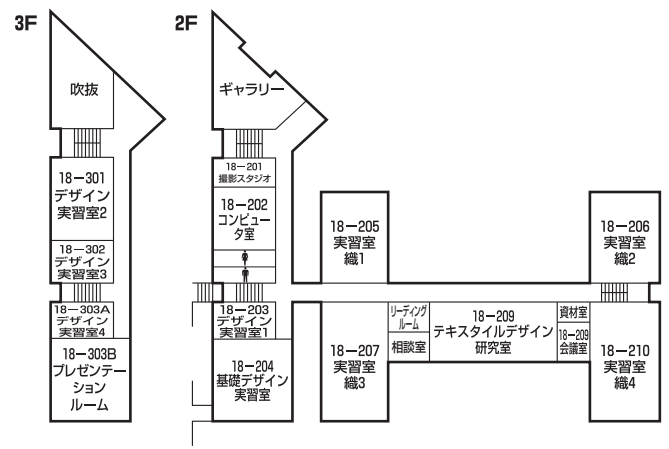 3F
吹抜
18－301
デザイン
実習室2
18－302
デザイン
実習室3
18－303A
デザイン
実習室4
18－303B
プレゼンテー
ション
ルーム
2F
ギャラリー
18－201
撮影スタジオ
18－202
コンピュー
タ室
18－203
デザイン
実習室1
18－204
基礎デザイン
実習室
18－205
実習室
織1
18－207
実習室
織3
リーディング
ルーム
相談室
18－209
テキスタイルデザイン
研究室
資材室
18－209
会議室
18－206
実習室
織2
18－210
実習室
織4